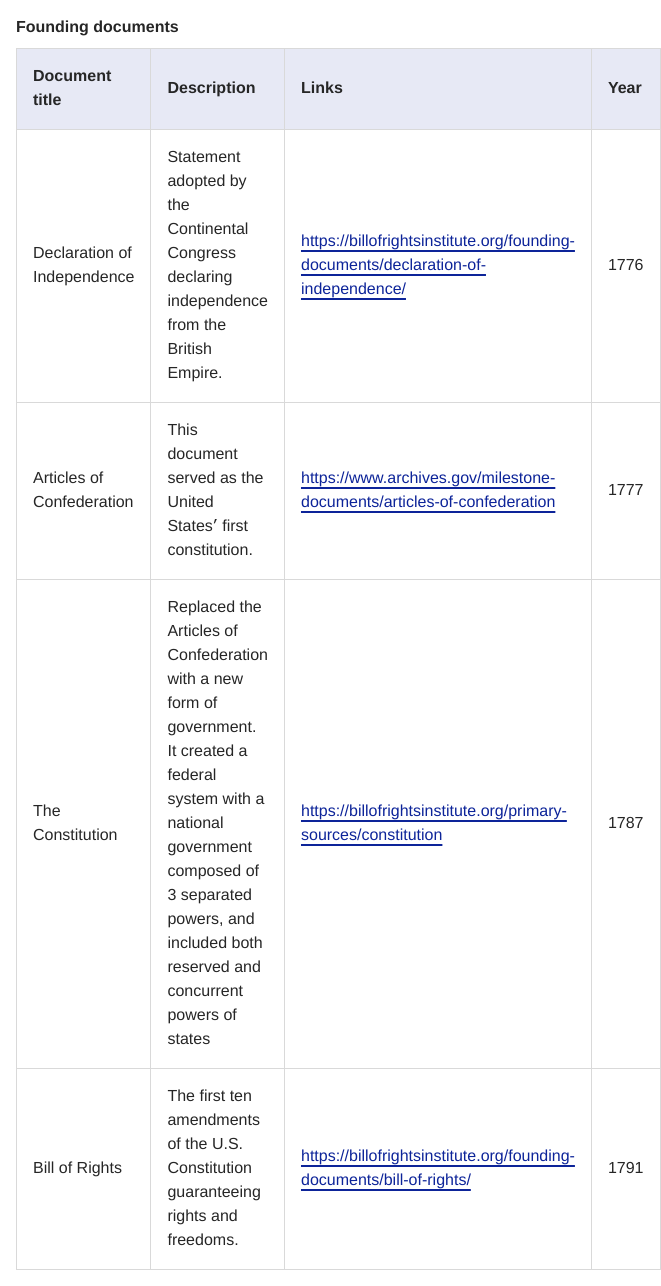 Founding documents
Document
title
Description
Links
Year
Declaration of
Independence
Statement
adopted by
the
Continental
Congress
declaring
independence
from the
British
Empire.
https://billofrightsinstitute.org/founding-
documents/declaration-of-
independence/
1776
Articles of
Confederation
This
document
served as the
United
Statesʼ first
constitution.
https://www.archives.gov/milestone-
documents/articles-of-confederation
1777
The
Constitution
Replaced the
Articles of
Confederation
with a new
form of
government.
It created a
federal
system with a
national
government
composed of
3 separated
powers, and
included both
reserved and
concurrent
powers of
states
https://billofrightsinstitute.org/primary-
sources/constitution
1787
Bill of Rights
The first ten
amendments
of the U.S.
Constitution
guaranteeing
rights and
freedoms.
https://billofrightsinstitute.org/founding-
documents/bill-of-rights/
1791